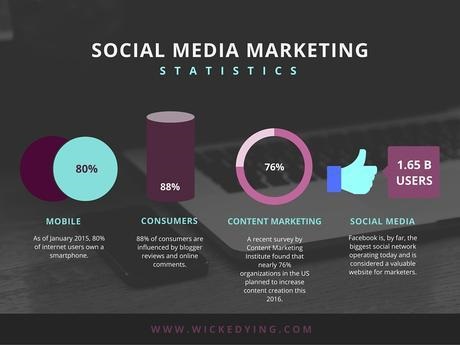 SOCIAL MEDIA MARKETING
STATISTICS
80%
88%
76%
1.65 B
USERS
MOBILE
As of January 2015, 80%
of internet users own a
smartphone.
CONSUMERS
88% of consumers are
influenced by blogger
reviews and online
comments.
CONTENT MARKETING
A recent survey by
Content Marketing
Institute found that
nearly 76%
organizations in the US
planned to increase
content creation this
2016.
SOCIAL MEDIA
Facebook is, by far, the
biggest social network
operating today and is
considered a valuable
website for marketers.
WWW.WICKEDYING.COM